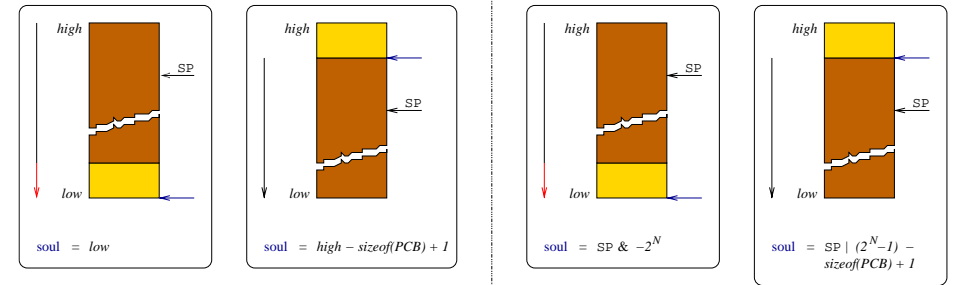 high
SP
low
soul = low
high
SP
low
soul = high – sizeof(PCB) + 1
high
SP
low
soul = SP & –2^N
high
SP
low
soul = SP | (2^N–1) –
sizeof(PCB) + 1